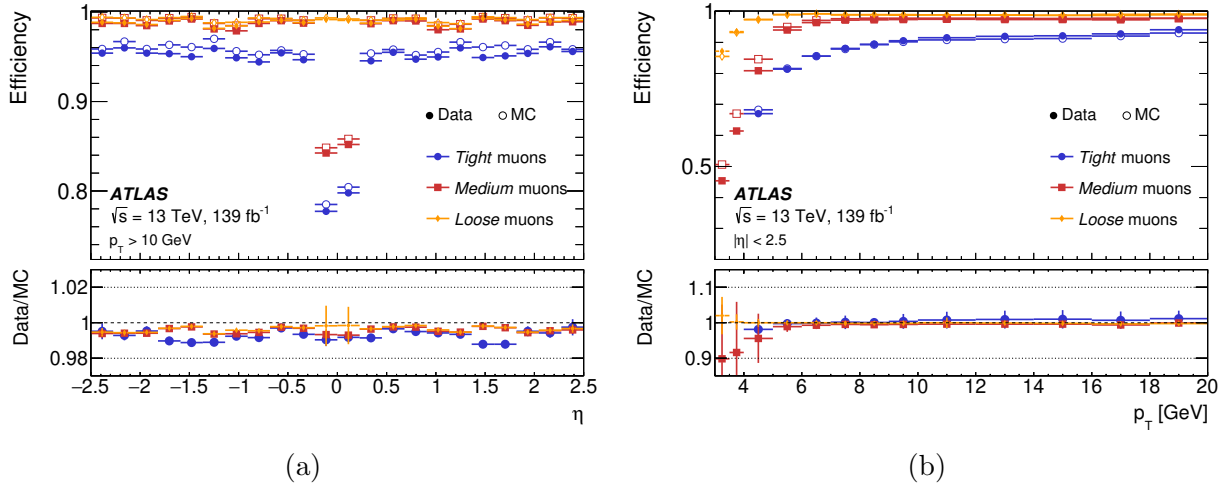 Efficiency
1
0.9
0.8
Data MC
Tight muons
Medium muons
Loose muons
ATLAS
√s = 13 TeV, 139 fb⁻¹
p_T > 10 GeV
Data/MC
1.02
1
0.98
−2.5 −2 −1.5 −1 −0.5 0 0.5 1 1.5 2 2.5
η
(a)
Efficiency
1
0.5
Data MC
Tight muons
Medium muons
Loose muons
ATLAS
√s = 13 TeV, 139 fb⁻¹
|η| < 2.5
Data/MC
1.1
1
0.9
4 6 8 10 12 14 16 18 20
p_T [GeV]
(b)